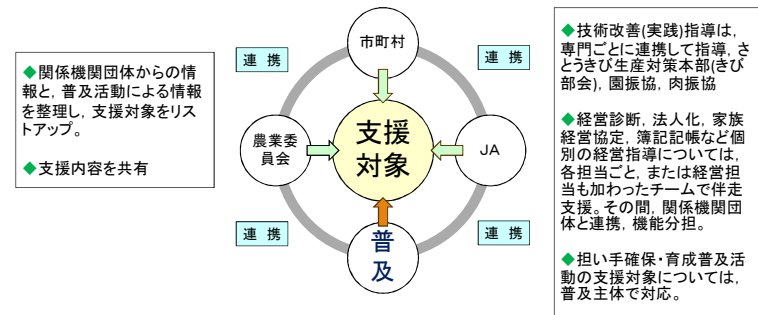 ◆関係機関団体からの情
報と，普及活動による情報
を整理し，支援対象をリス
トアップ。
◆支援内容を共有
連 携
市町村
連 携
農業委
員会
支援
対象
JA
連 携
普
及
連 携
◆技術改善(実践)指導は，
専門ごとに連携して指導，さ
とうきび生産対策本部(きび
部会)，園振協，肉振協
◆経営診断，法人化，家族
経営協定，簿記記帳など個
別の経営指導については，
各担当ごと，または経営担
当も加わったチームで伴走
支援。その間，関係機関団
体と連携，機能分担。
◆担い手確保・育成普及活
動の支援対象については，
普及主体で対応。